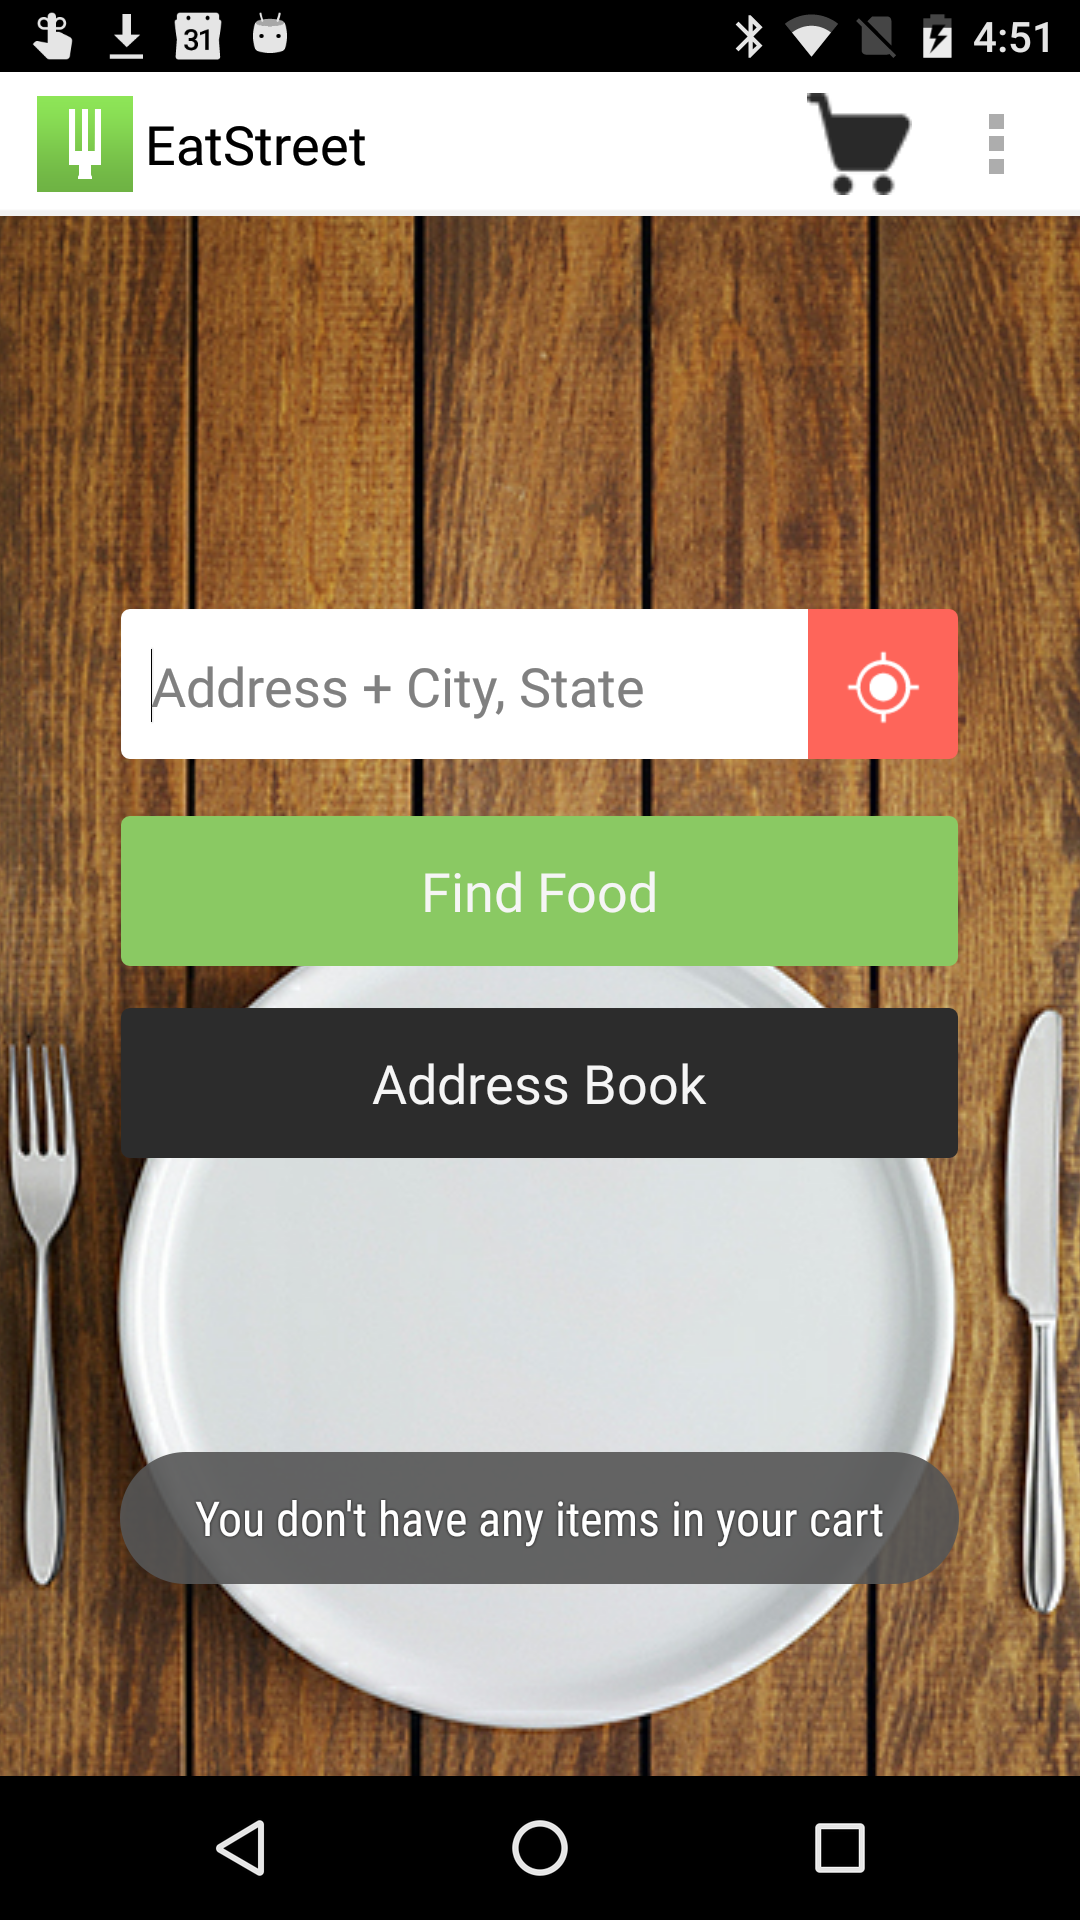 31
4:51
EatStreet
Address + City, State
Find Food
Address Book
You don't have any items in your cart